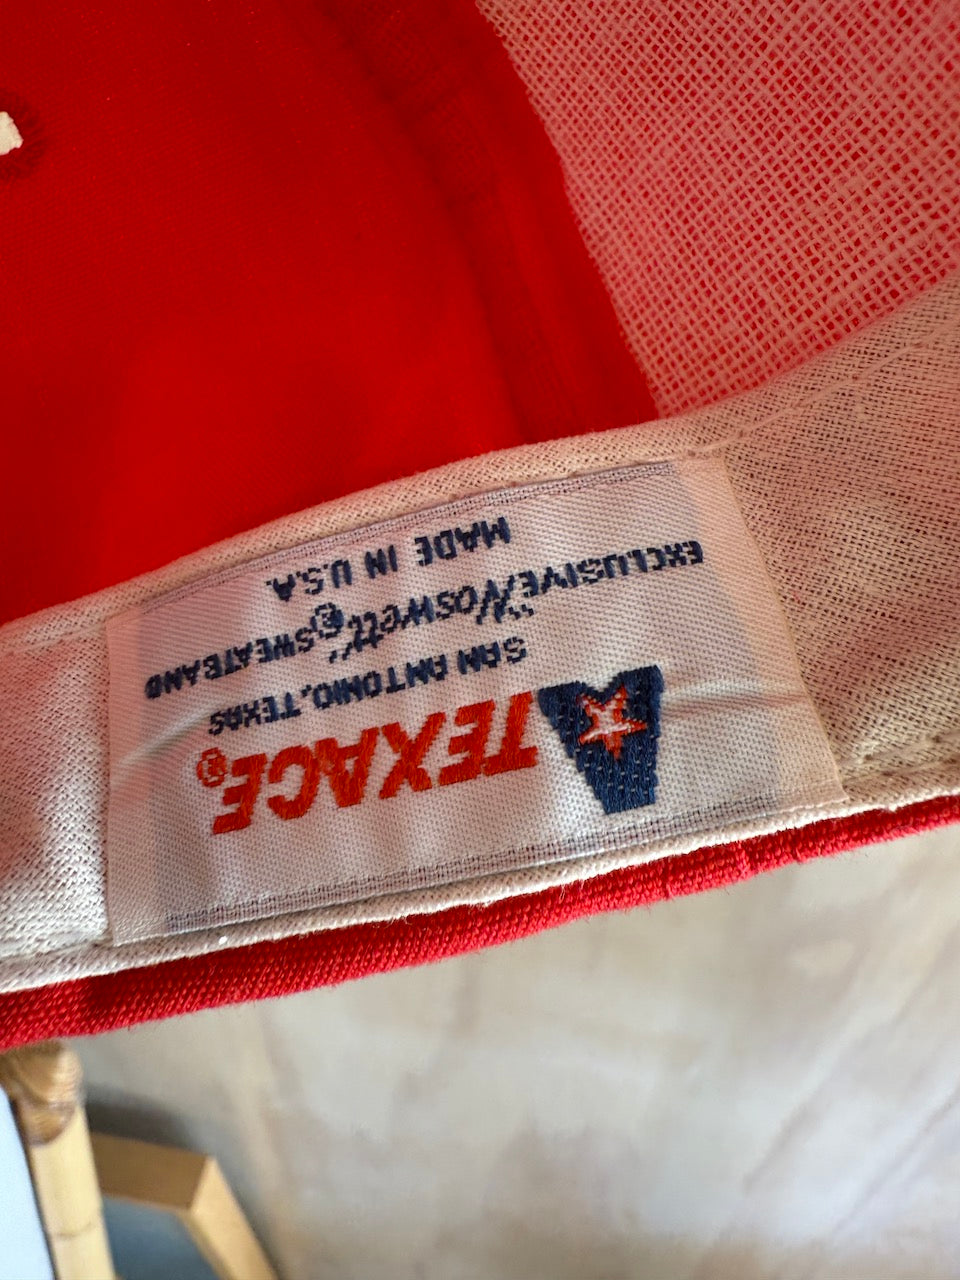 TEXACE®
SAN ANTONIO, TEXAS
EXCLUSIVE "Noswett"® SWEATBAND
MADE IN U.S.A.